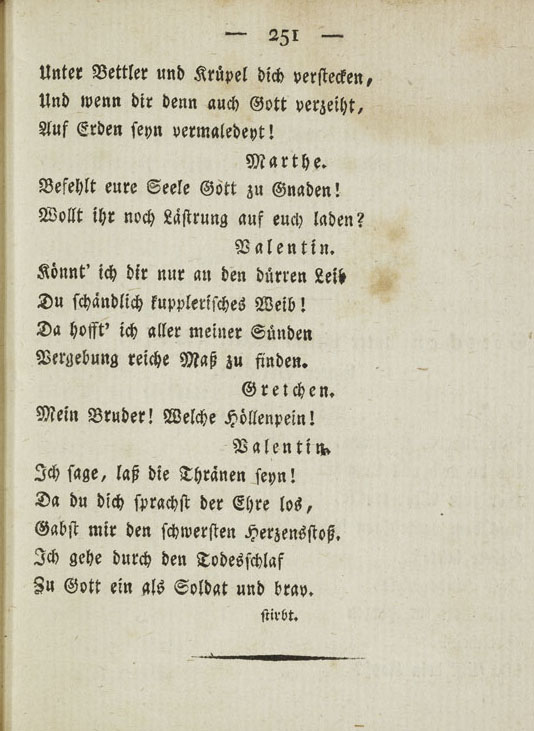 — 251 —
Unter Bettler und Krüpel dich verstecken,
Und wenn dir denn auch Gott verzeiht,
Auf Erden seyn vermaledeyt!
Marthe.
Befehlt eure Seele Gott zu Gnaden!
Wollt ihr noch Lästrung auf euch laden?
Valentin.
Könnt' ich dir nur an den dürren Leib
Du schändlich kupplerisches Weib!
Da hofft' ich aller meiner Sünden
Vergebung reiche Maß zu finden.
Gretchen.
Mein Bruder! Welche Höllenpein!
Valentin.
Ich sage, laß die Thränen seyn!
Da du dich sprachst der Ehre los,
Gabst mir den schwersten Herzensstoß.
Ich gehe durch den Todesschlaf
Zu Gott ein als Soldat und brav.
stirbt.